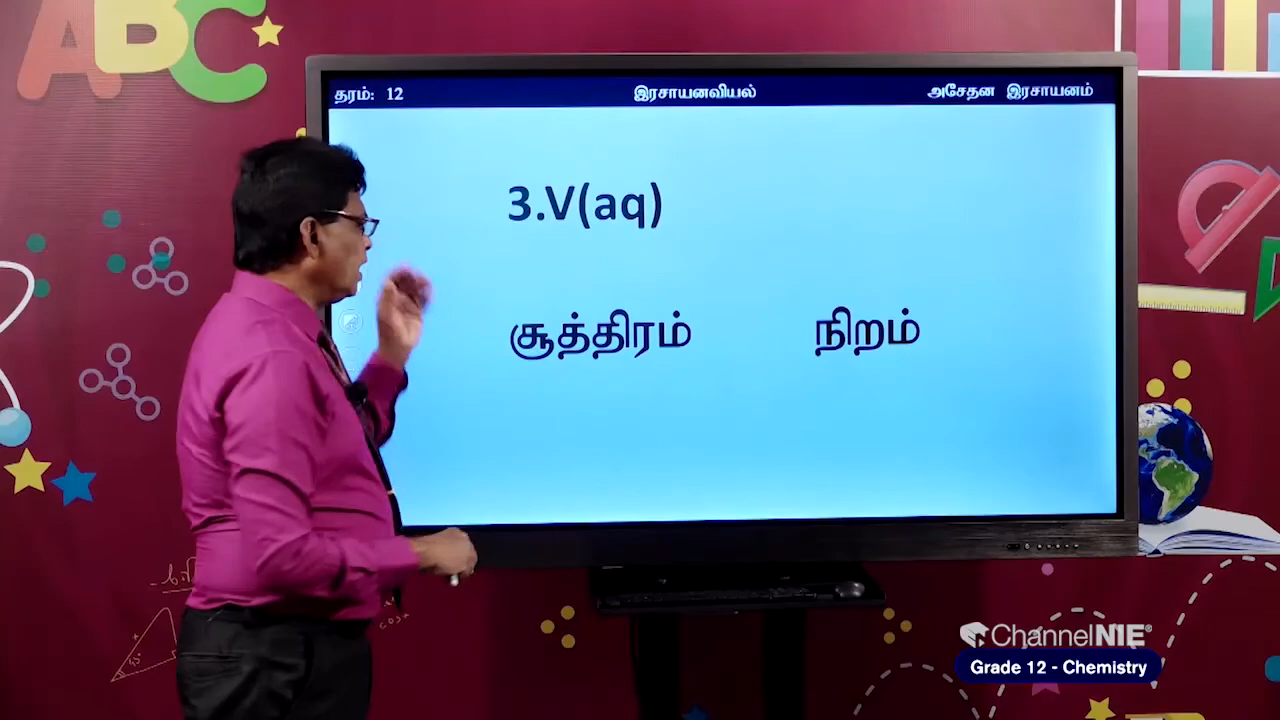 ABC
தரம்: 12 இரசாயனவியல் அசேதன இரசாயனம்
3.V(aq)
சூத்திரம் நிறம்
ChannelNIE®
Grade 12 - Chemistry